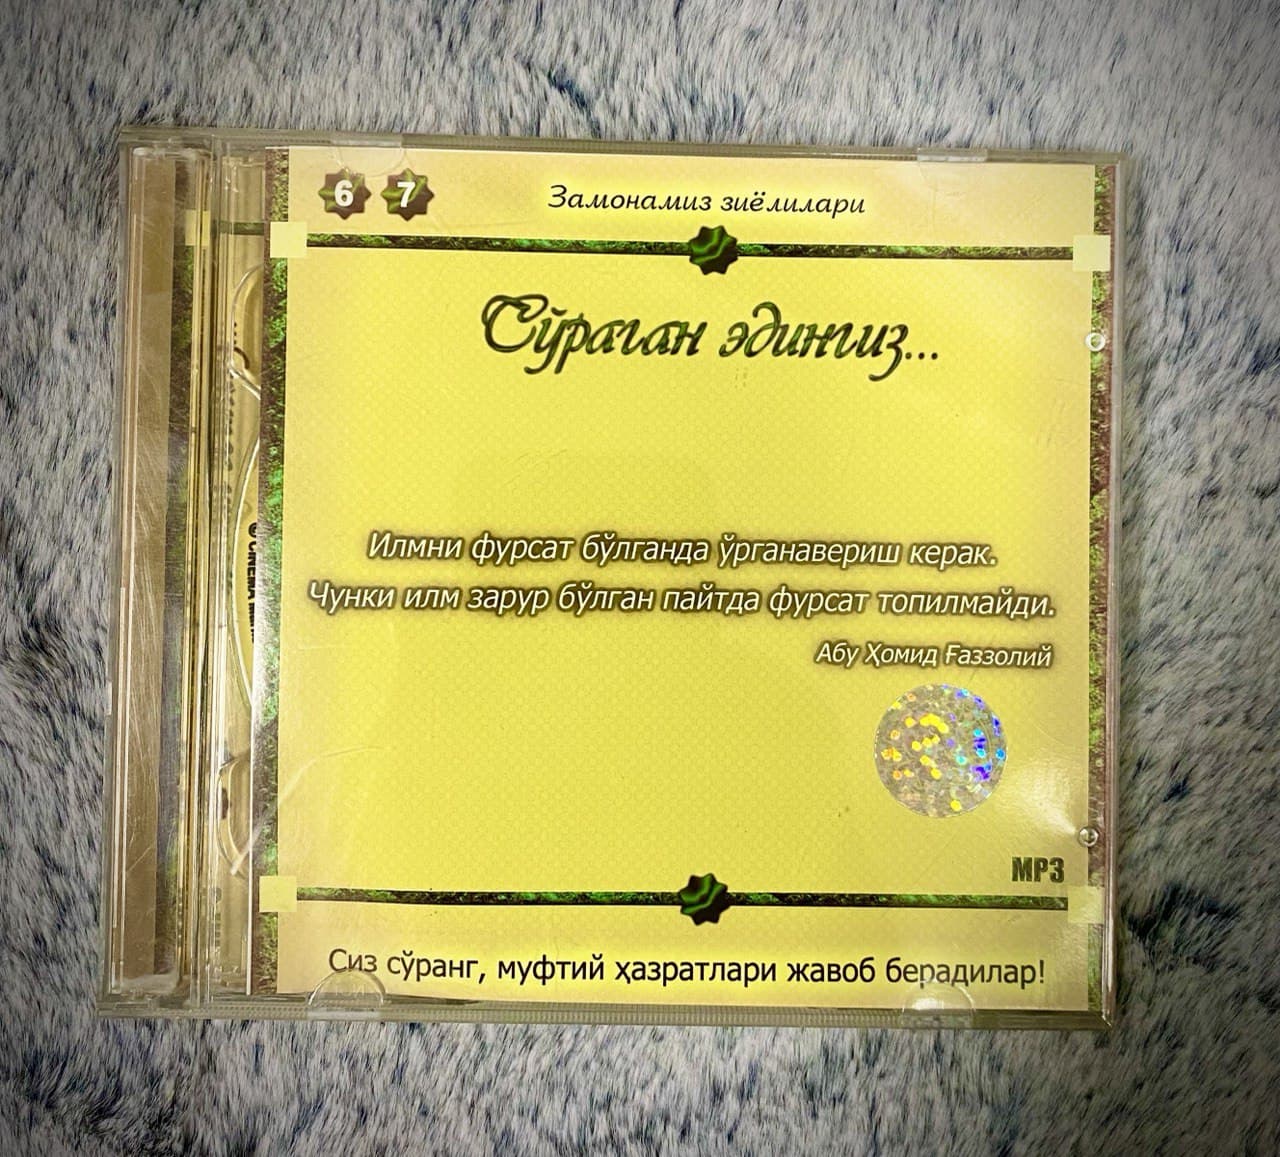 6 7
Замонамиз зиёлилари
Сўраган эдингиз...
Илмни фурсат бўлганда ўрганавериш керак.
Чунки илм зарур бўлган пайтда фурсат топилмайди.
Абу Ҳомид Ғаззолий
MP3
Сиз сўранг, муфтий ҳазратлари жавоб берадилар!